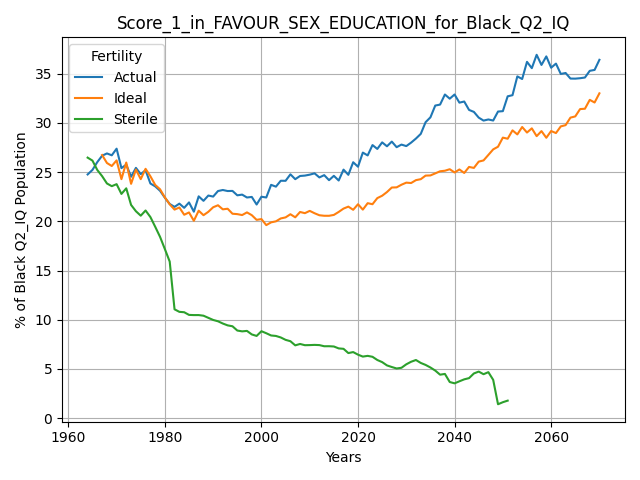 Score_1_in_FAVOUR_SEX_EDUCATION_for_Black_Q2_IQ
Fertility
Actual
Ideal
Sterile
% of Black Q2_IQ Population
35
30
25
20
15
10
5
0
1960 1980 2000 2020 2040 2060
Years